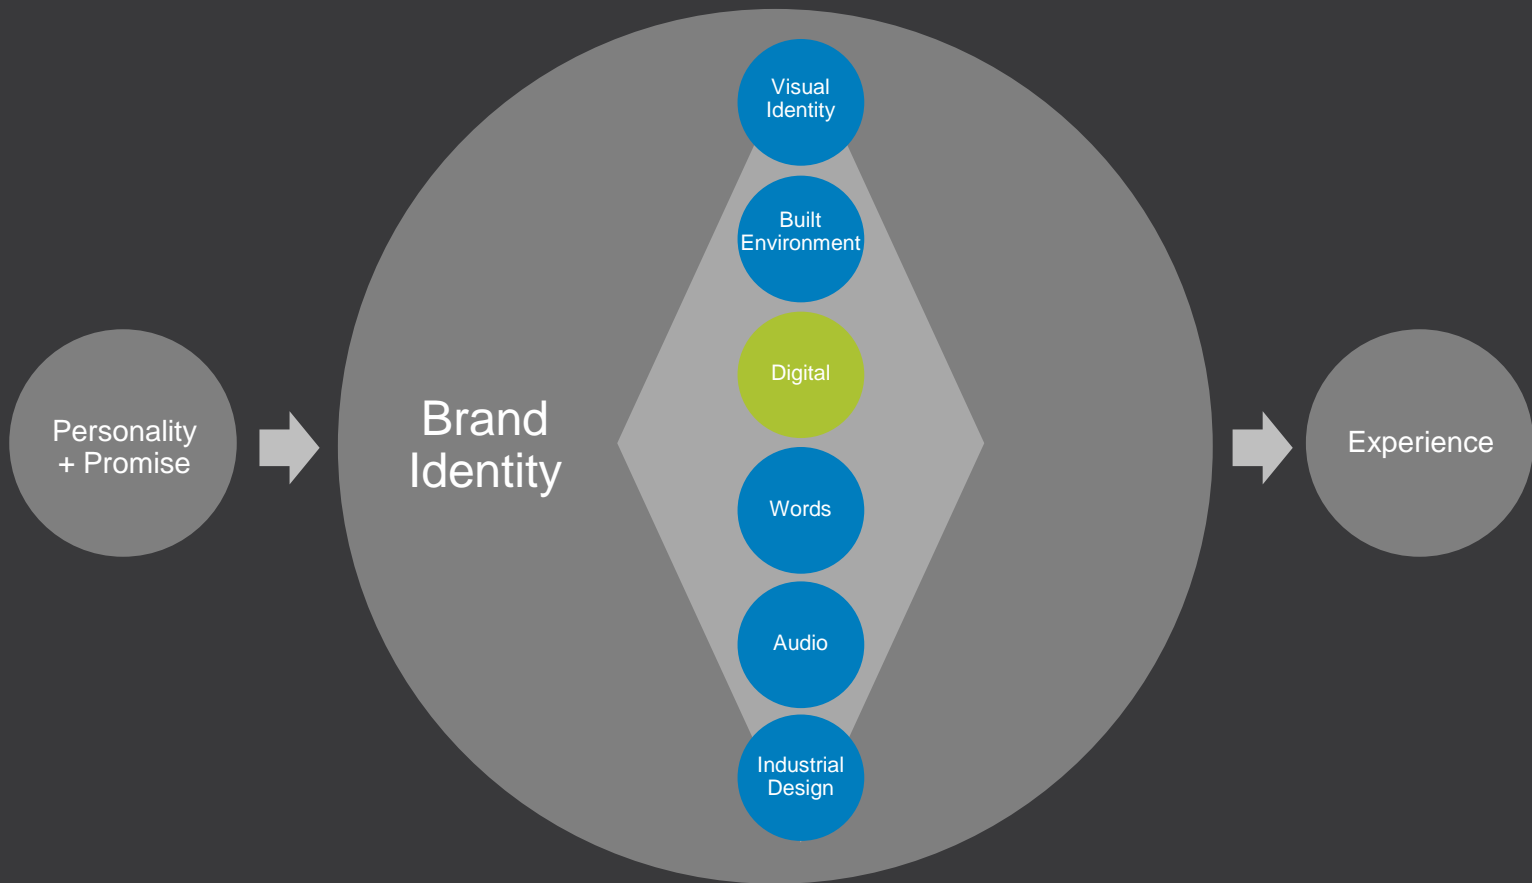 Personality
+ Promise
Brand
Identity
Visual
Identity
Built
Environment
Digital
Words
Audio
Industrial
Design
Experience